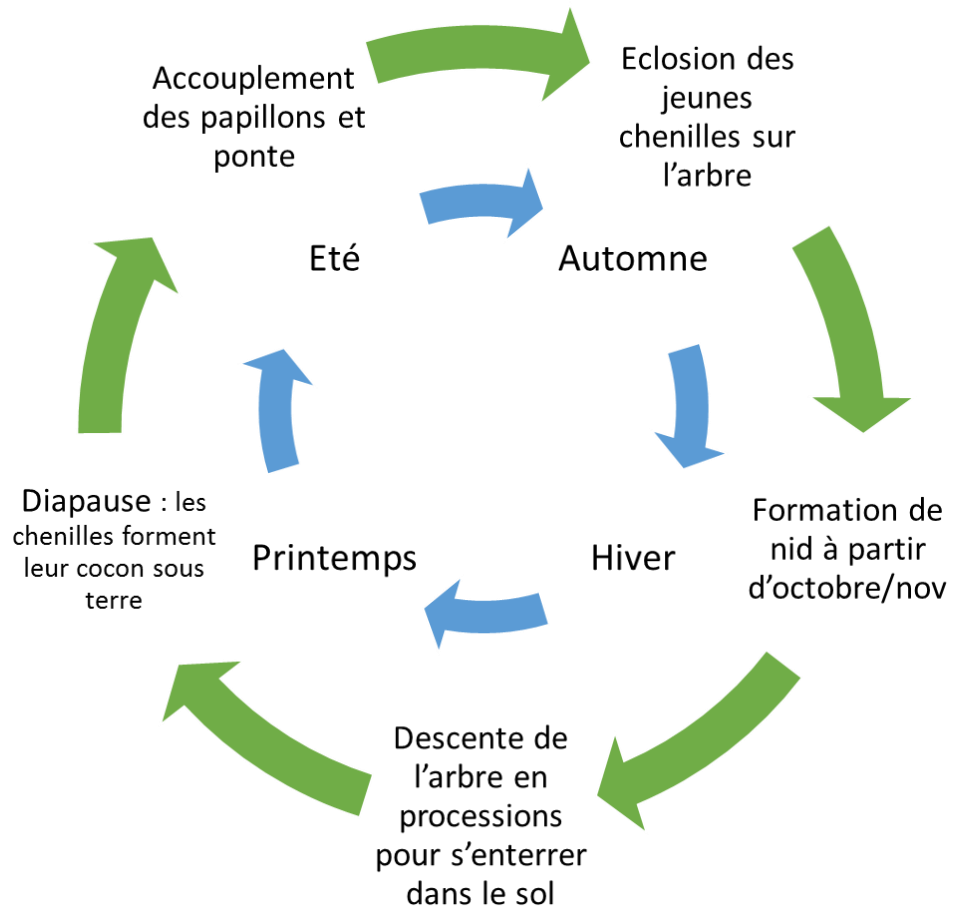 Accouplement
des papillons et
ponte
Eclosion des
jeunes
chenilles sur
l’arbre
Eté
Automne
Diapause : les
chenilles forment
leur cocon sous
terre
Printemps
Hiver
Formation de
nid à partir
d’octobre/nov
Descente de
l’arbre en
processions
pour s’enterrer
dans le sol